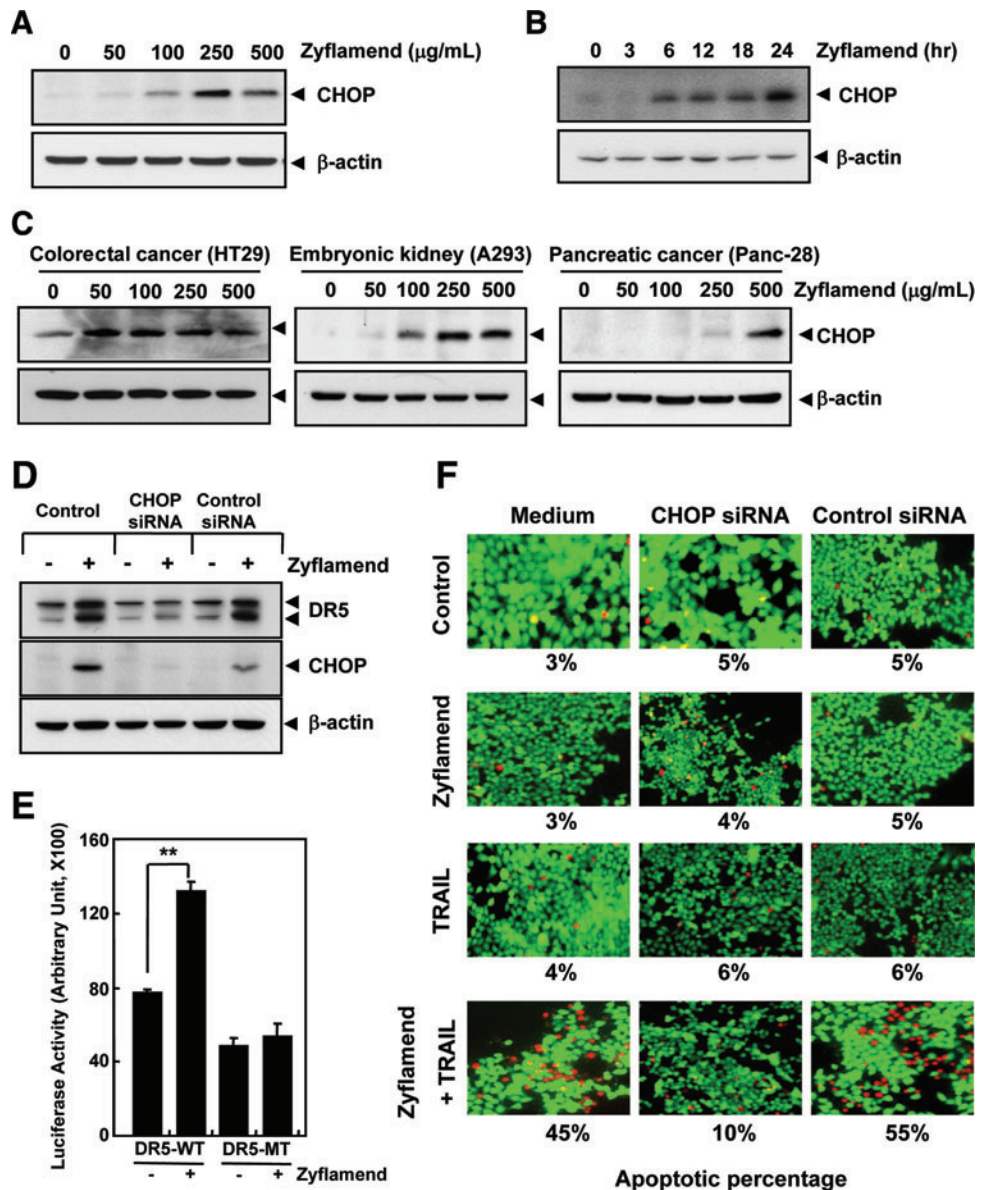 A
0 50 100 250 500 Zyflamend (µg/mL)
CHOP
β-actin
B
0 3 6 12 18 24 Zyflamend (hr)
CHOP
β-actin
C
Colorectal cancer (HT29) Embryonic kidney (A293) Pancreatic cancer (Panc-28)
0 50 100 250 500 0 50 100 250 500 0 50 100 250 500 Zyflamend (µg/mL)
CHOP
β-actin
D
Control CHOP siRNA Control siRNA
- + - + - + Zyflamend
DR5
CHOP
β-actin
E
Luciferase Activity (Arbitrary Unit, X100)
160
120
80
40
0
**
DR5-WT DR5-MT
- + - + Zyflamend
F
Medium CHOP siRNA Control siRNA
Control
3% 5% 5%
Zyflamend
3% 4% 5%
TRAIL
4% 6% 6%
Zyflamend
+ TRAIL
45% 10% 55%
Apoptotic percentage